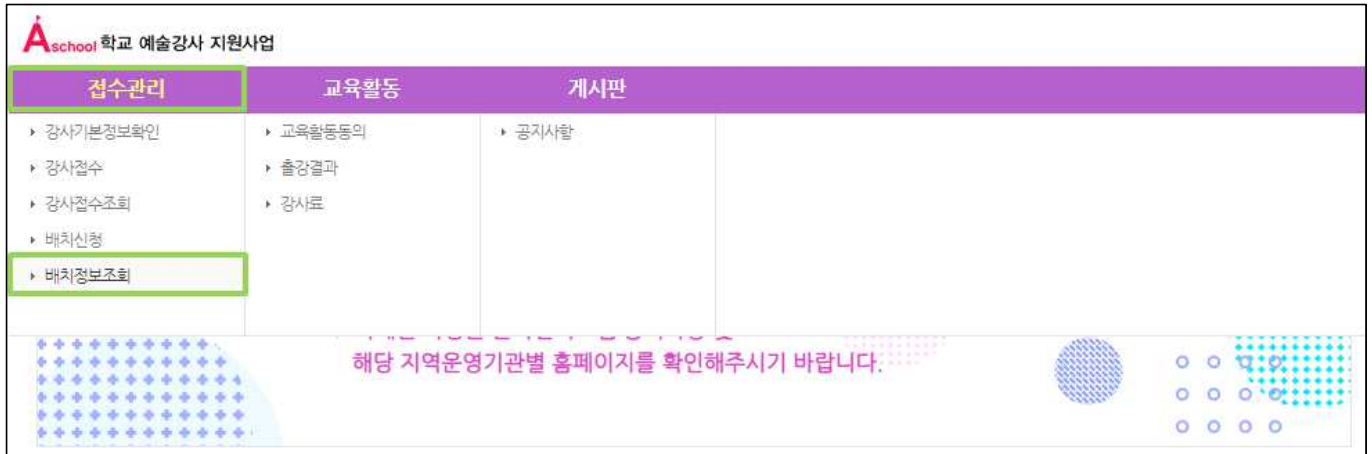 Aschool 학교 예술강사 지원사업
접수관리 교육활동 게시판
강사기본정보확인 교육활동동의 공지사항
강사접수 출강결과
강사접수조회 강사료
배치신청
배치정보조회
해당 지역운영기관별 홈페이지를 확인해주시기 바랍니다.